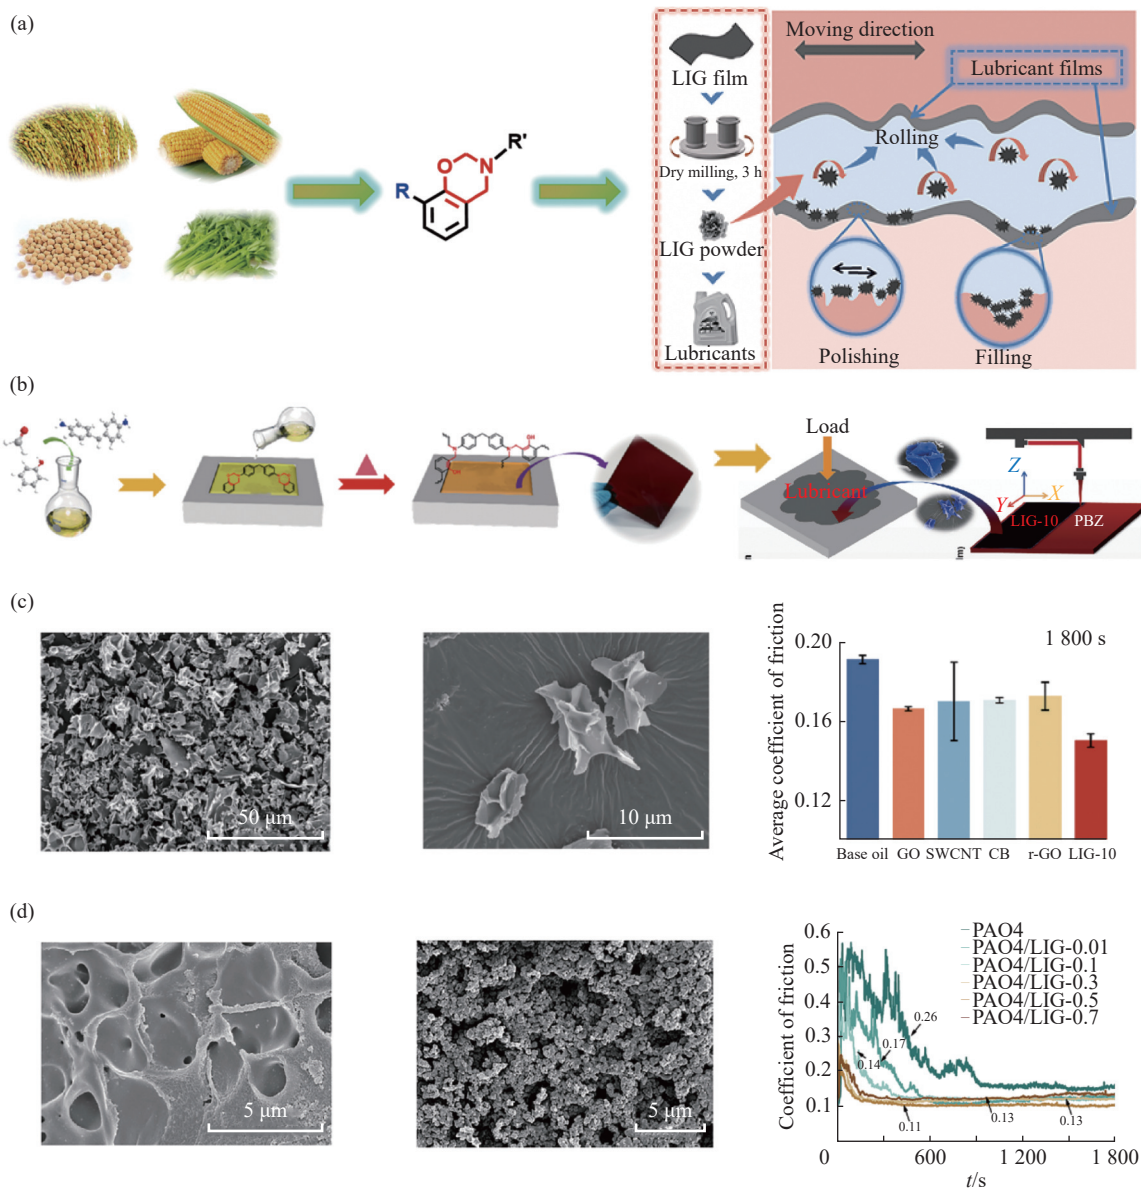 (a)
LIG film
Dry milling, 3 h
LIG powder
Lubricants
Moving direction
Lubricant films
Rolling
Polishing
Filling
R
O
N
R'
(b)
OH
OH
Load
Lubricant
Z
X
Y
LIG-10
PBZ
(c)
50 μm
10 μm
Average coefficient of friction
0.20
0.16
0.12
1 800 s
Base oil
GO
SWCNT
CB
r-GO
LIG-10
(d)
5 μm
5 μm
Coefficient of friction
0.6
0.5
0.4
0.3
0.2
0.1
PAO4
PAO4/LIG-0.01
PAO4/LIG-0.1
PAO4/LIG-0.3
PAO4/LIG-0.5
PAO4/LIG-0.7
0.26
0.17
0.14
0.11
0.13
0.13
0
600
1 200
1 800
t/s